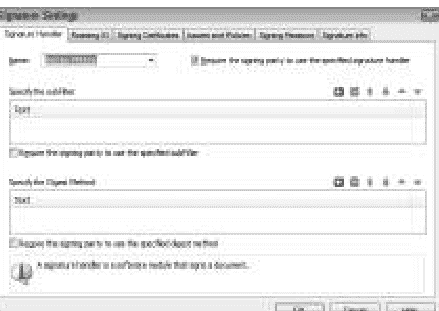 Signature Settings
Signature Handler Signing Certificates Issuers and Policies Signing Reasons Signature Info
Name:
Require the signing party to use the specified signature handler
Specify the subFilter
Text
Require the signing party to use the specified subFilter
Specify the Digest Method
Text
Require the signing party to use the specified digest method
A signature handler is a software module that signs a document.
OK Cancel Help